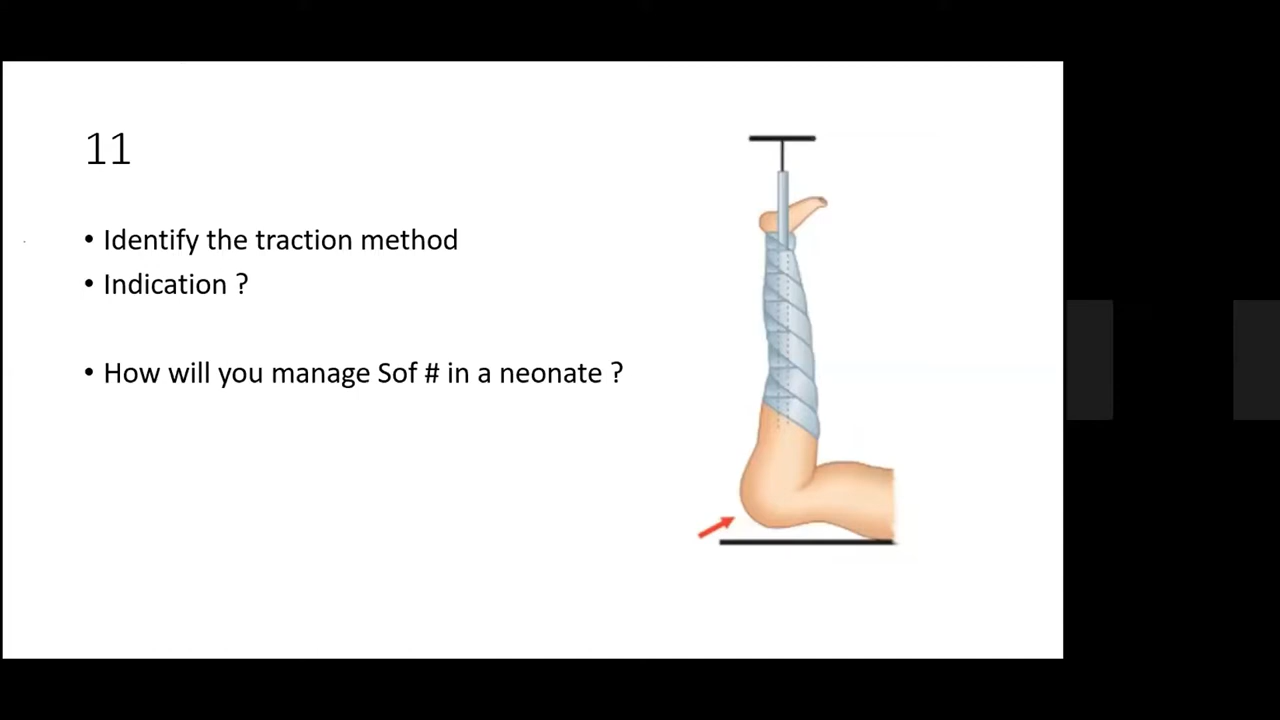 11
• Identify the traction method
• Indication ?
• How will you manage Sof # in a neonate ?